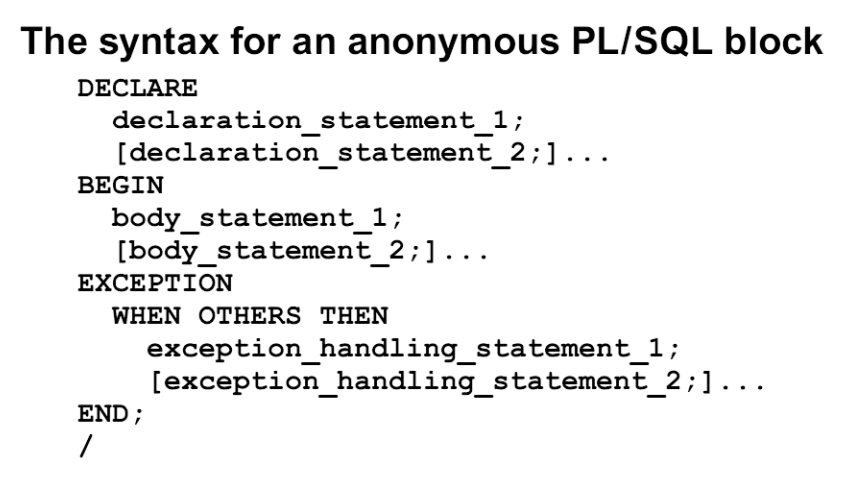 The syntax for an anonymous PL/SQL block
DECLARE
  declaration_statement_1;
  [declaration_statement_2;]...
BEGIN
  body_statement_1;
  [body_statement_2;]...
EXCEPTION
  WHEN OTHERS THEN
    exception_handling_statement_1;
    [exception_handling_statement_2;]...
END;
/